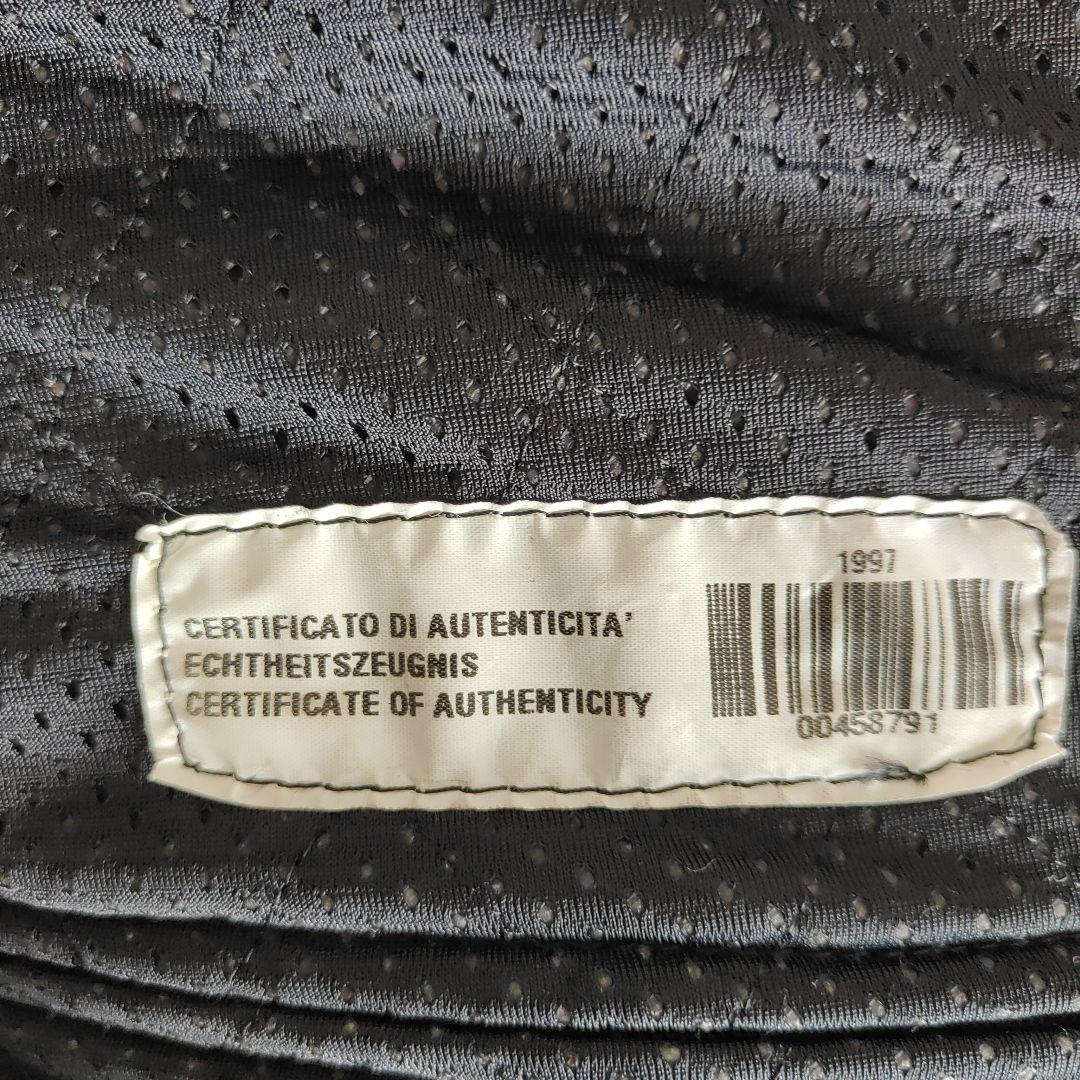 CERTIFICATO DI AUTENTICITA'
ECHTHEITSZEUGNIS
CERTIFICATE OF AUTHENTICITY
1997
00458791